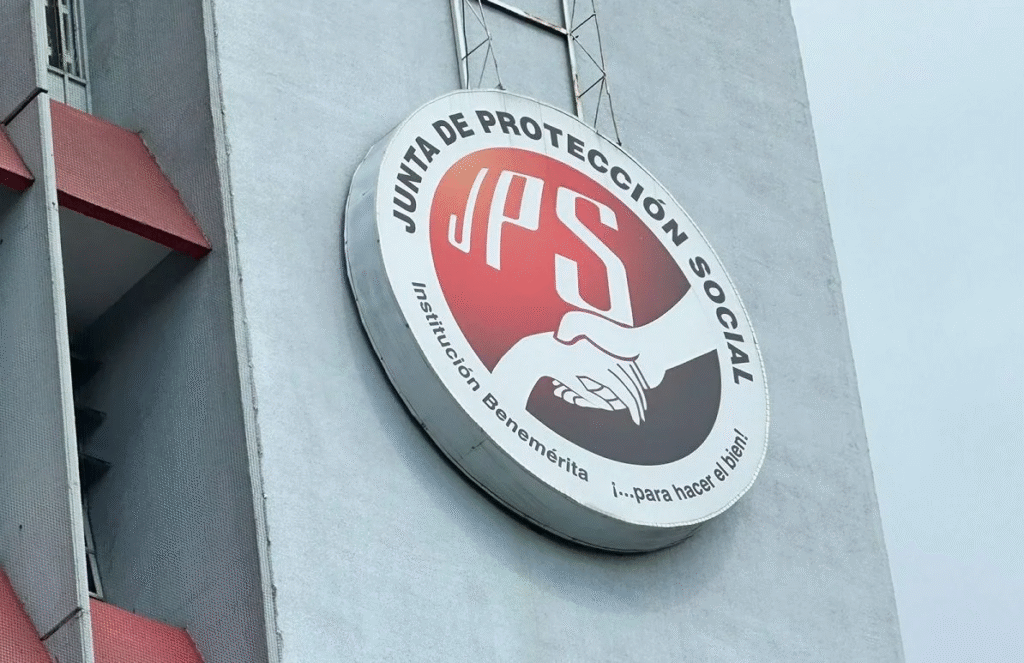 JUNTA DE PROTECCIÓN SOCIAL
JPS
Institución Benemérita
¡...para hacer el bien!